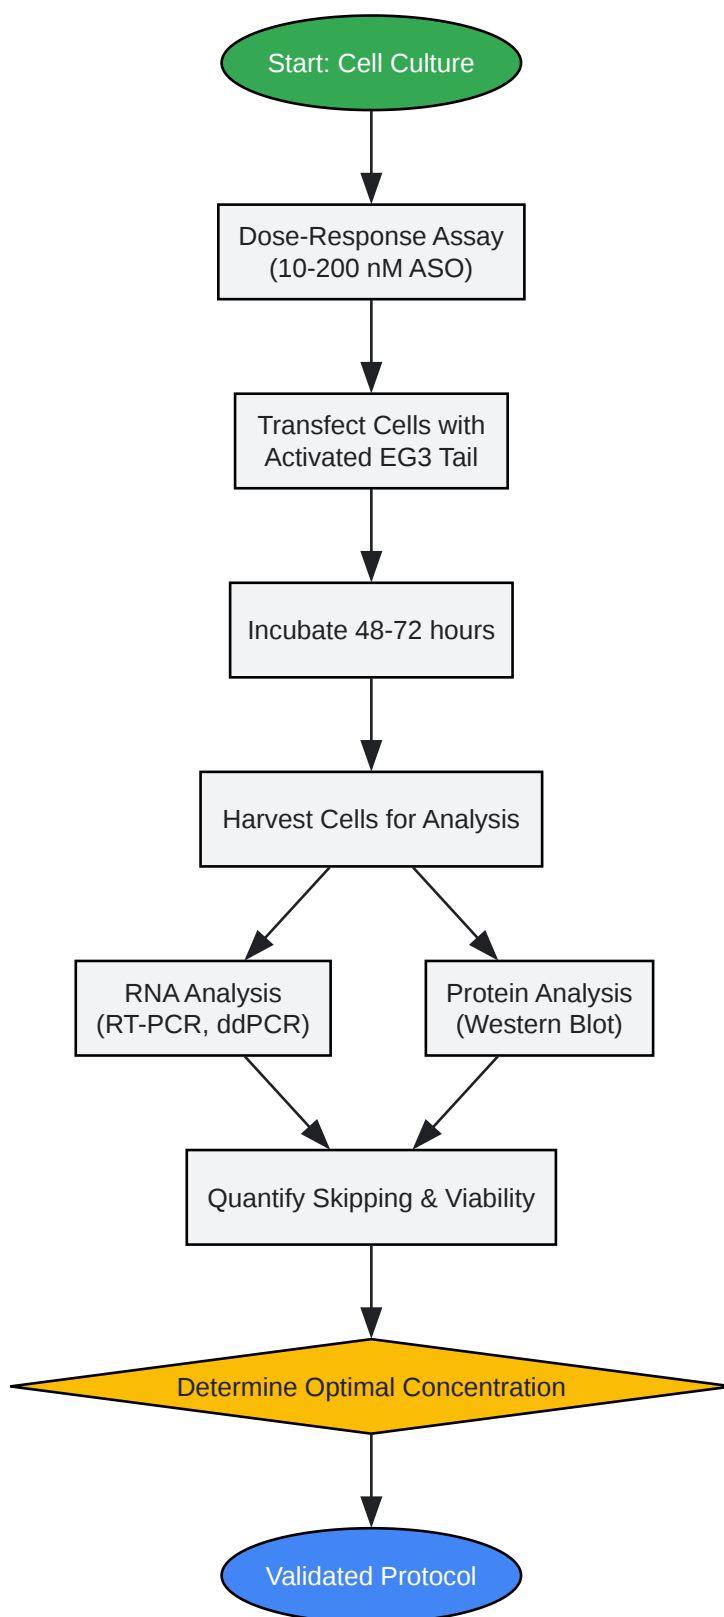 Start: Cell Culture
Dose-Response Assay
(10-200 nM ASO)
Transfect Cells with
Activated EG3 Tail
Incubate 48-72 hours
Harvest Cells for Analysis
RNA Analysis
(RT-PCR, ddPCR)
Protein Analysis
(Western Blot)
Quantify Skipping & Viability
Determine Optimal Concentration
Validated Protocol